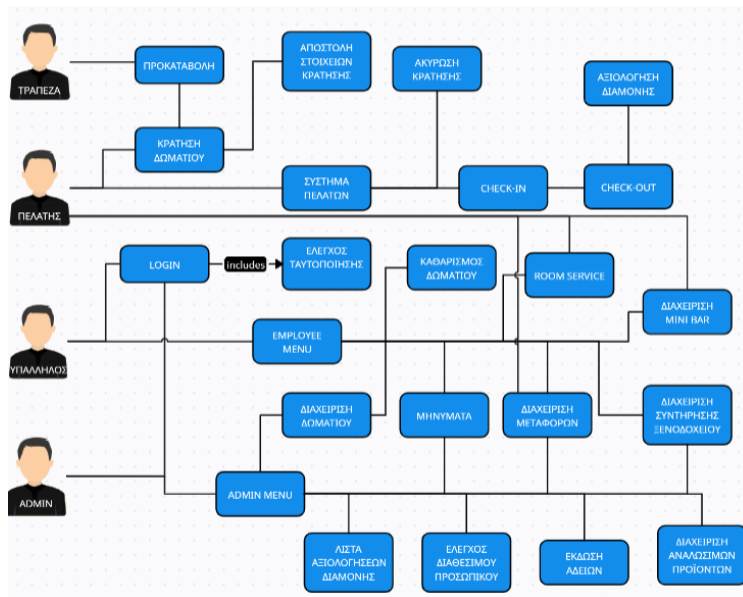 ΤΡΑΠΕΖΑ
ΠΡΟΚΑΤΑΒΟΛΗ
ΑΠΟΣΤΟΛΗ
ΣΤΟΙΧΕΙΩΝ
ΚΡΑΤΗΣΗΣ
ΑΚΥΡΩΣΗ
ΚΡΑΤΗΣΗΣ
ΑΞΙΟΛΟΓΗΣΗ
ΔΙΑΜΟΝΗΣ
ΚΡΑΤΗΣΗ
ΔΩΜΑΤΙΟΥ
ΠΕΛΑΤΗΣ
ΣΥΣΤΗΜΑ
ΠΕΛΑΤΩΝ
CHECK-IN
CHECK-OUT
LOGIN
includes
ΕΛΕΓΧΟΣ
ΤΑΥΤΟΠΟΙΗΣΗΣ
ΚΑΘΑΡΙΣΜΟΣ
ΔΩΜΑΤΙΟΥ
ROOM SERVICE
ΔΙΑΧΕΙΡΙΣΗ
MINI BAR
ΥΠΑΛΛΗΛΟΣ
EMPLOYEE
MENU
ΔΙΑΧΕΙΡΙΣΗ
ΔΩΜΑΤΙΟΥ
ΜΗΝΥΜΑΤΑ
ΔΙΑΧΕΙΡΙΣΗ
ΜΕΤΑΦΟΡΩΝ
ΔΙΑΧΕΙΡΙΣΗ
ΣΥΝΤΗΡΗΣΗΣ
ΞΕΝΟΔΟΧΕΙΟΥ
ADMIN
ADMIN MENU
ΛΙΣΤΑ
ΑΞΙΟΛΟΓΗΣΕΩΝ
ΔΙΑΜΟΝΗΣ
ΕΛΕΓΧΟΣ
ΔΙΑΘΕΣΙΜΟΥ
ΠΡΟΣΩΠΙΚΟΥ
ΕΚΔΟΣΗ
ΑΔΕΙΩΝ
ΔΙΑΧΕΙΡΙΣΗ
ΑΝΑΛΩΣΙΜΩΝ
ΠΡΟΪΟΝΤΩΝ